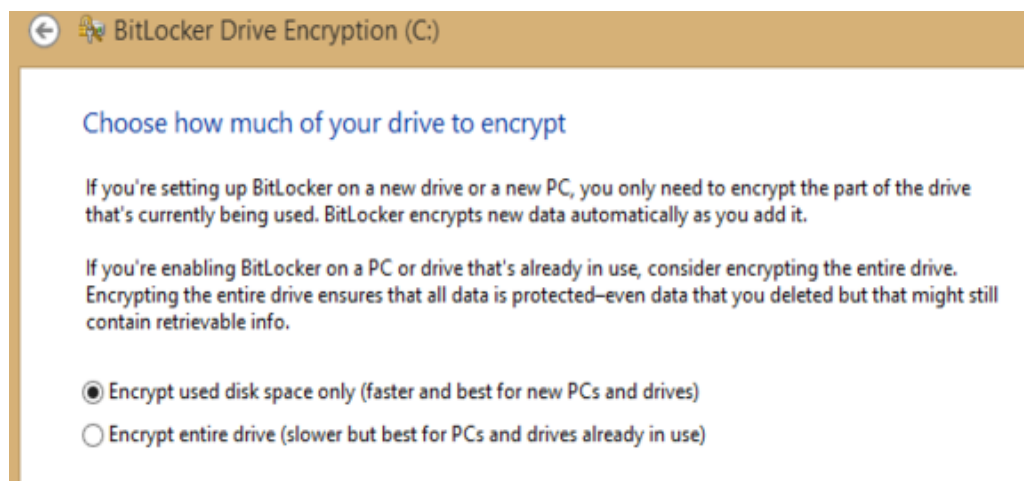 BitLocker Drive Encryption (C:)
Choose how much of your drive to encrypt
If you're setting up BitLocker on a new drive or a new PC, you only need to encrypt the part of the drive
that's currently being used. BitLocker encrypts new data automatically as you add it.
If you're enabling BitLocker on a PC or drive that's already in use, consider encrypting the entire drive.
Encrypting the entire drive ensures that all data is protected–even data that you deleted but that might still
contain retrievable info.
Encrypt used disk space only (faster and best for new PCs and drives)
Encrypt entire drive (slower but best for PCs and drives already in use)